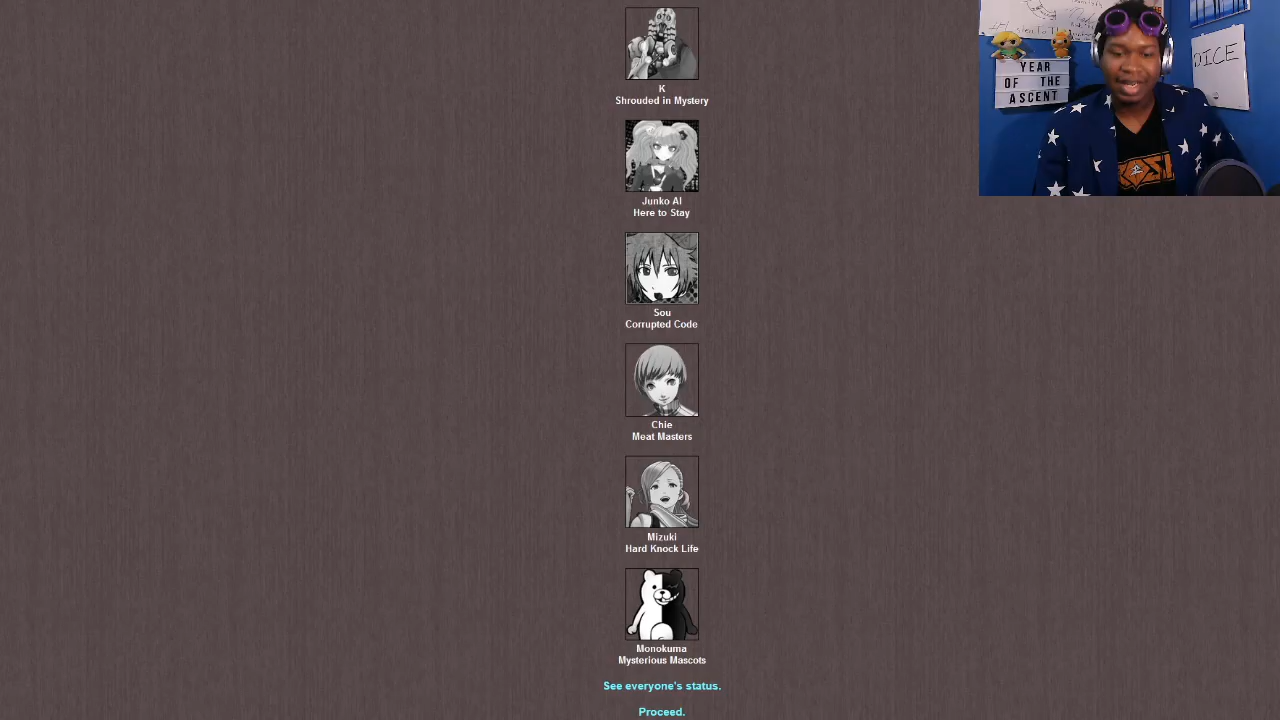 K
Shrouded in Mystery
Junko AI
Here to Stay
Sou
Corrupted Code
Chie
Meat Masters
Mizuki
Hard Knock Life
Monokuma
Mysterious Mascots
See everyone's status.
Proceed.
YEAR
OF THE
ASCENT
DICE